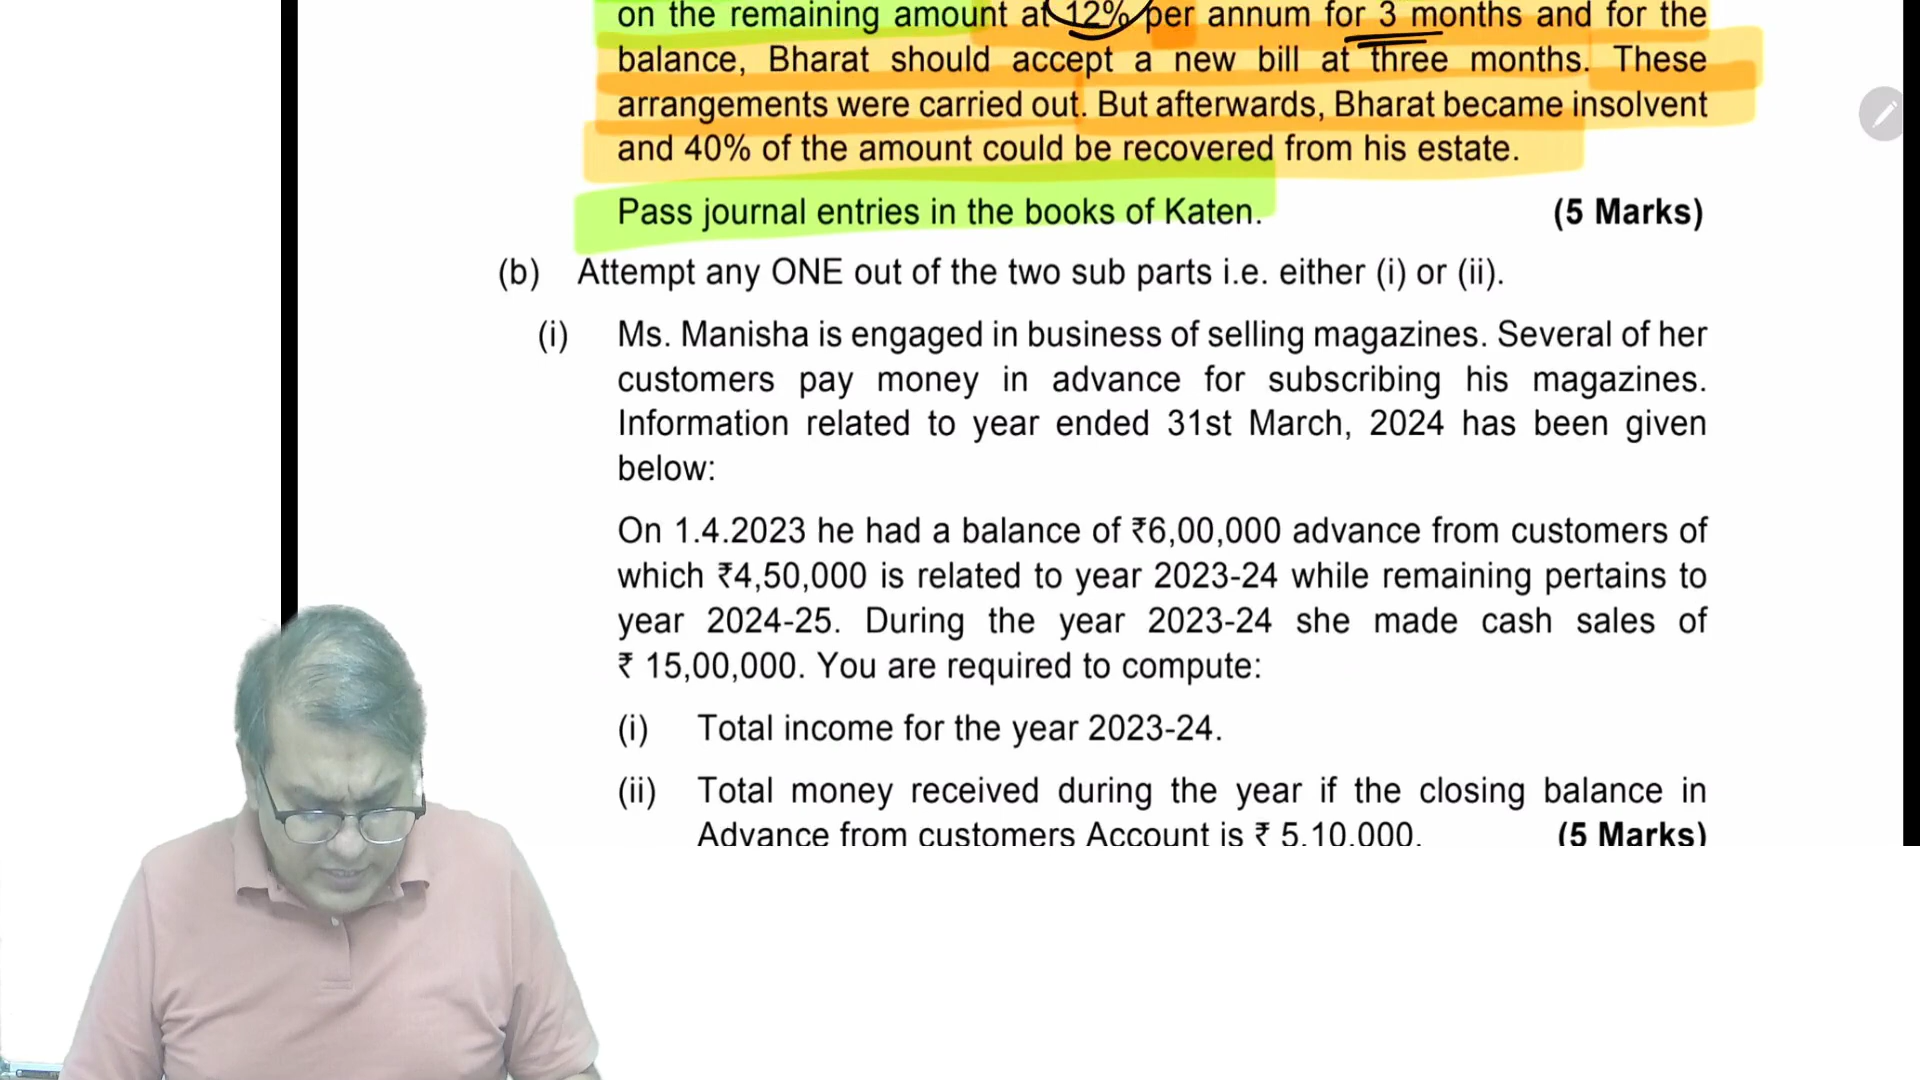 on the remaining amount at 12% per annum for 3 months and for the
balance, Bharat should accept a new bill at three months. These
arrangements were carried out. But afterwards, Bharat became insolvent
and 40% of the amount could be recovered from his estate.
Pass journal entries in the books of Katen. (5 Marks)
(b) Attempt any ONE out of the two sub parts i.e. either (i) or (ii).
(i) Ms. Manisha is engaged in business of selling magazines. Several of her
customers pay money in advance for subscribing his magazines.
Information related to year ended 31st March, 2024 has been given
below:
On 1.4.2023 he had a balance of ₹6,00,000 advance from customers of
which ₹4,50,000 is related to year 2023-24 while remaining pertains to
year 2024-25. During the year 2023-24 she made cash sales of
₹ 15,00,000. You are required to compute:
(i) Total income for the year 2023-24.
(ii) Total money received during the year if the closing balance in
Advance from customers Account is ₹ 5,10,000. (5 Marks)